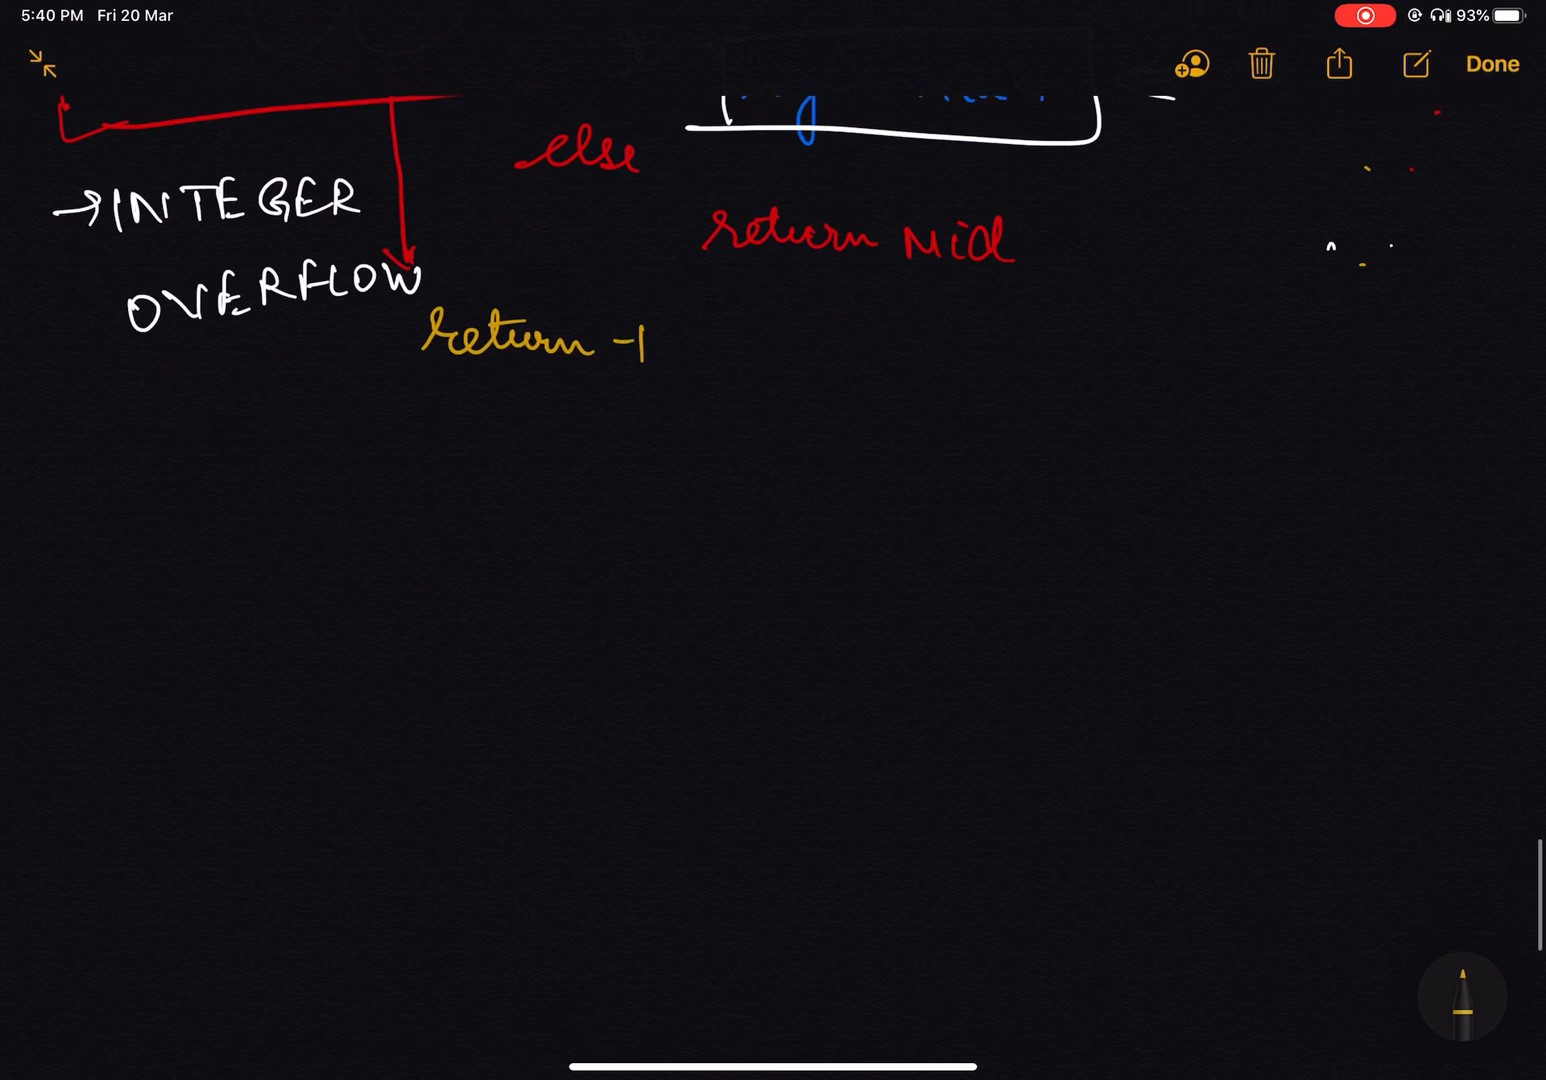 5:40 PM Fri 20 Mar
93%
Done
else
→INTEGER
return Mid
OVERFLOW
return -1